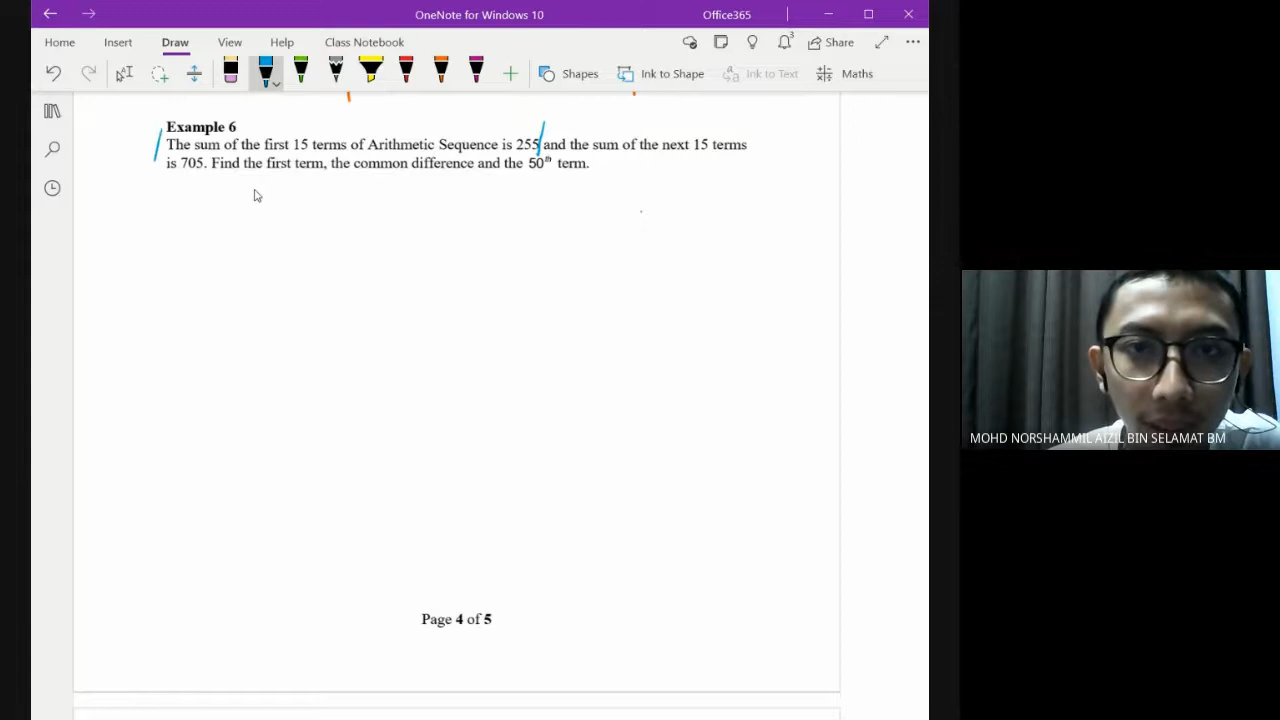 OneNote for Windows 10
Office365
Home
Insert
Draw
View
Help
Class Notebook
3
Share
Shapes
Ink to Shape
Ink to Text
Maths
Example 6
The sum of the first 15 terms of Arithmetic Sequence is 255 and the sum of the next 15 terms
is 705. Find the first term, the common difference and the 50th term.
Page 4 of 5
MOHD NORSHAMMIL AIZIL BIN SELAMAT BM